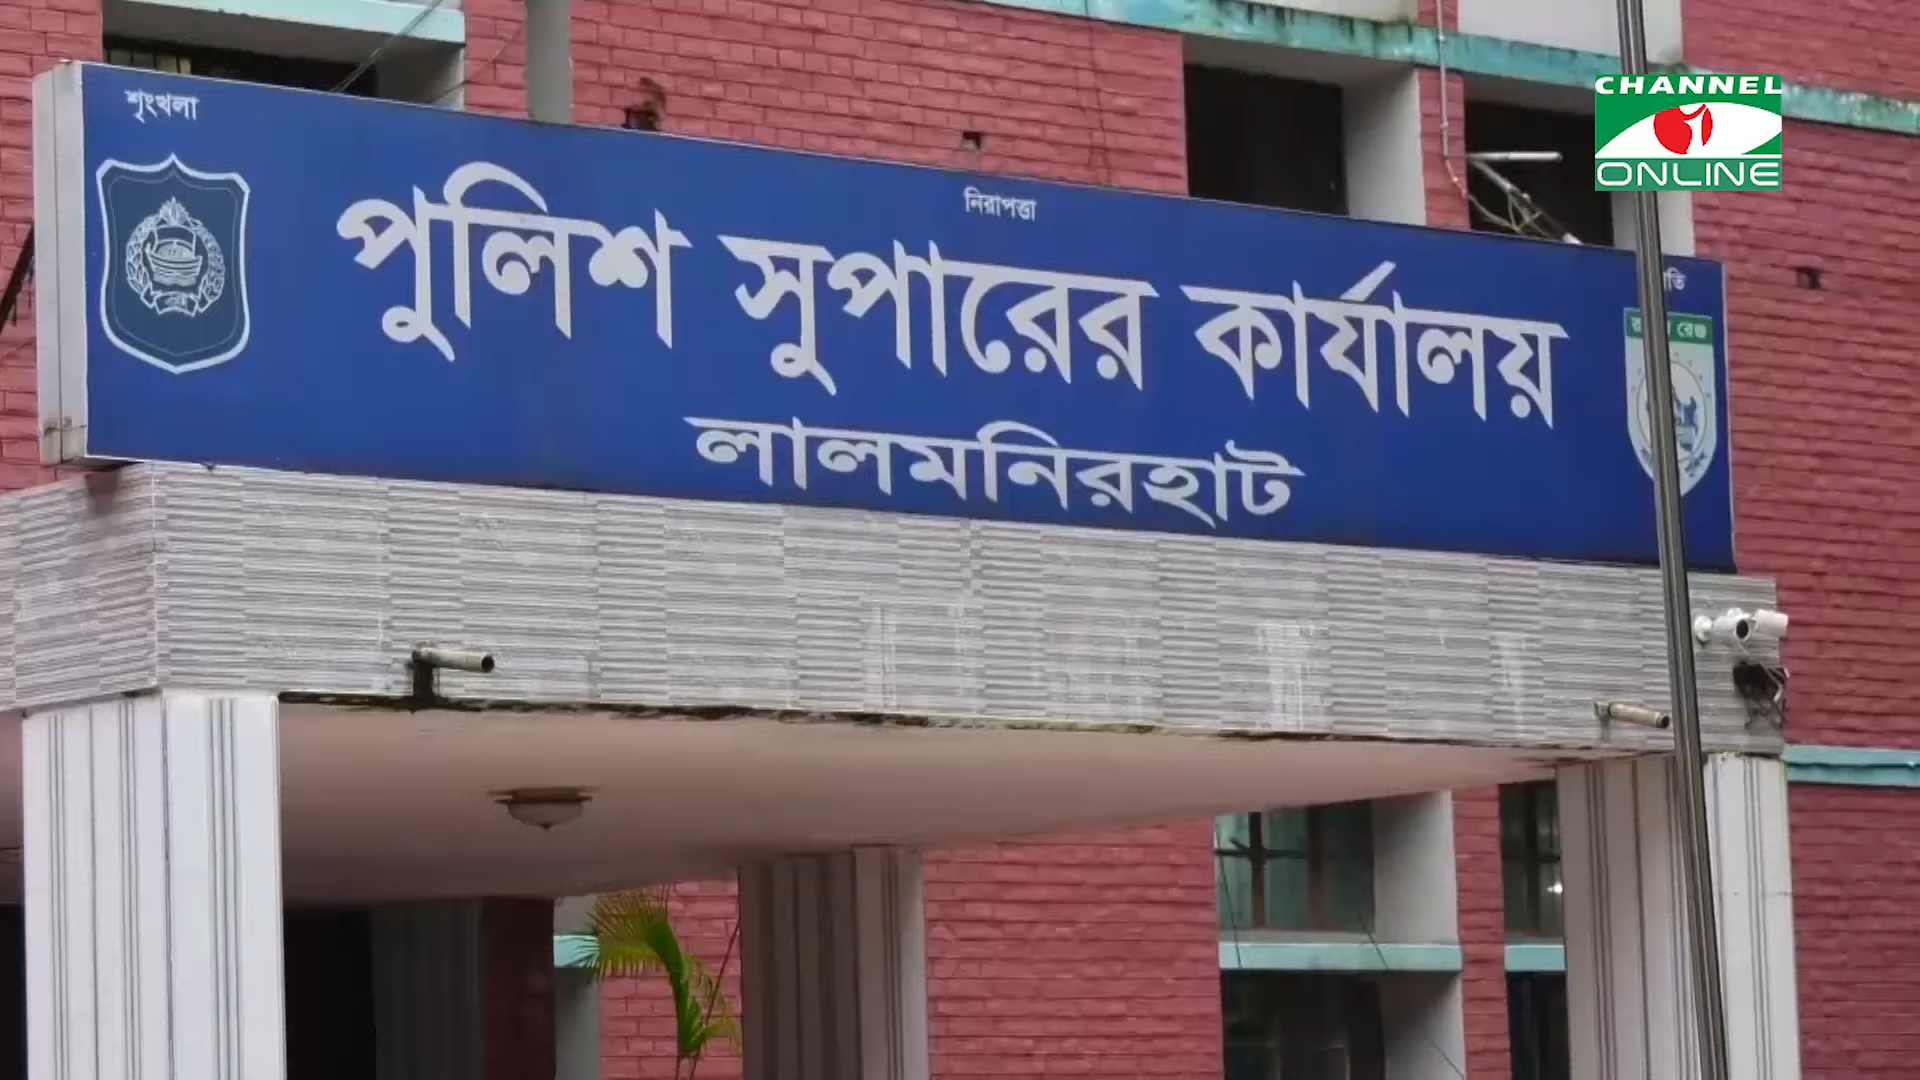 শৃংখলা
নিরাপত্তা
পুলিশ সুপারের কার্যালয়
লালমনিরহাট
রেঞ্জ
CHANNEL
ONLINE